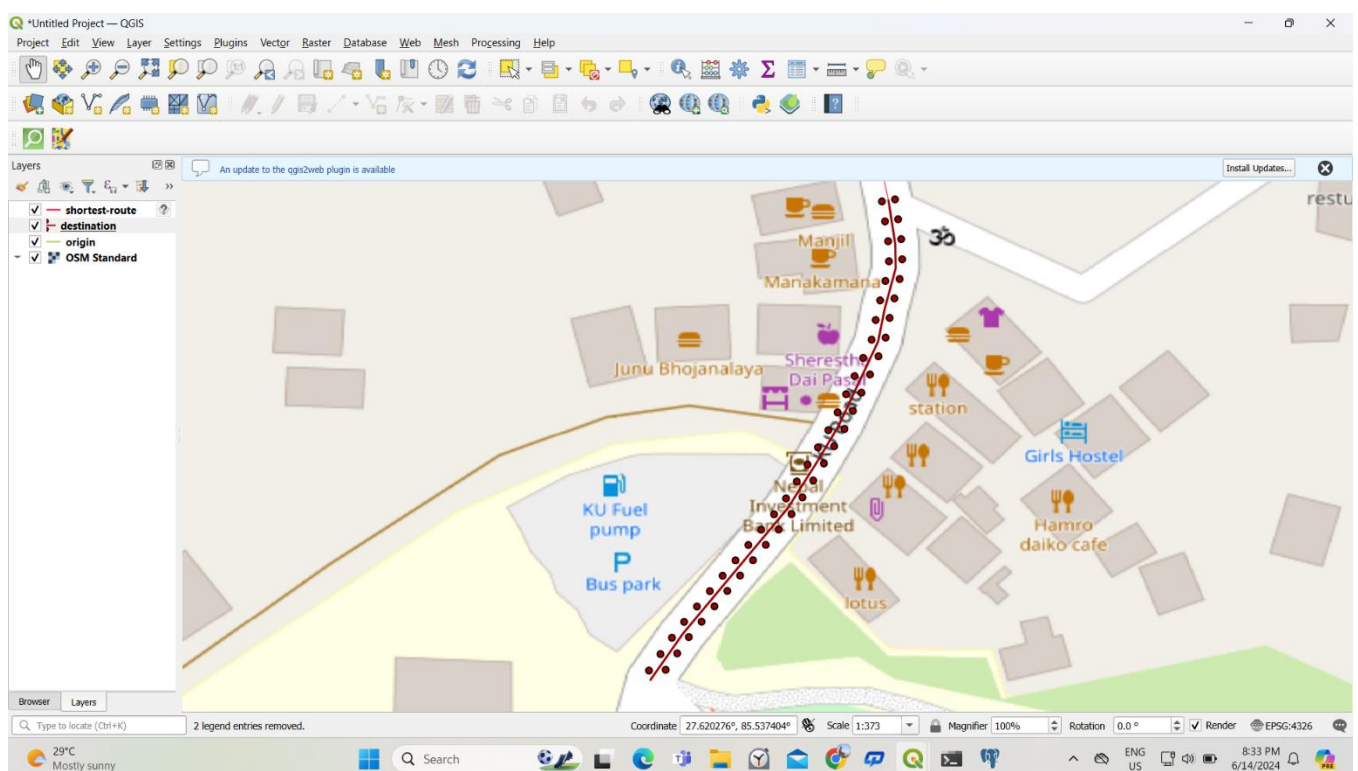 *Untitled Project — QGIS
Project Edit View Layer Settings Plugins Vector Raster Database Web Mesh Processing Help
Layers
An update to the qgis2web plugin is available
Install Updates...
shortest-route
destination
origin
OSM Standard
restu
Manjil
ॐ
Manakamana
Junu Bhojanalaya
Sheresth
Dai Pasal
station
Girls Hostel
KU Fuel
pump
Nepal
Investment
Bank Limited
Hamro
daiko cafe
P
Bus park
lotus
Browser Layers
Type to locate (Ctrl+K)
2 legend entries removed.
Coordinate 27.620276°, 85.537404°
Scale 1:373
Magnifier 100%
Rotation 0.0 °
Render
EPSG:4326
29°C
Mostly sunny
Search
ENG
US
8:33 PM
6/14/2024
PRE